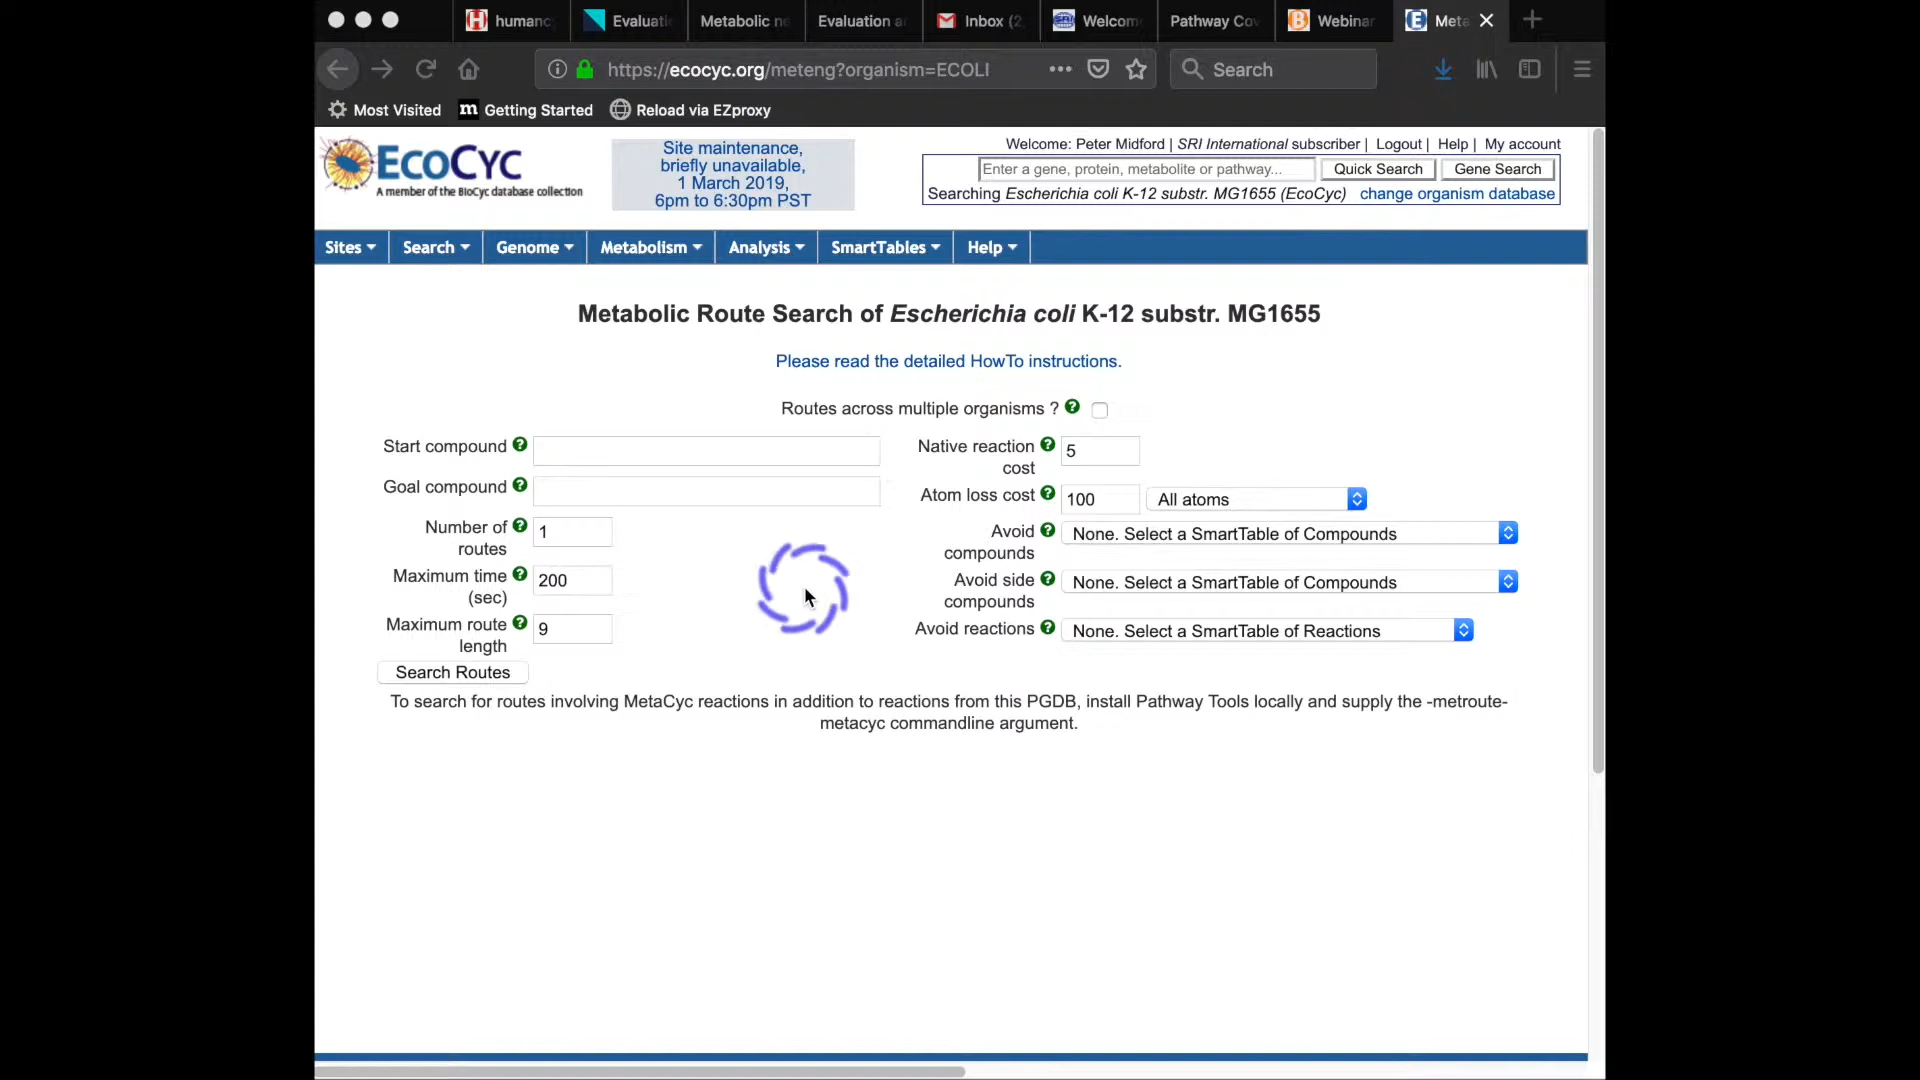 humanc
Evaluati
Metabolic ne
Evaluation a
Inbox (2
Welcom
Pathway Co
Webinar
Meta
https://ecocyc.org/meteng?organism=ECOLI
Search
Most Visited
Getting Started
Reload via EZproxy
EcoCyc
A member of the BioCyc database collection
Site maintenance,
briefly unavailable,
1 March 2019,
6pm to 6:30pm PST
Welcome: Peter Midford | SRI International subscriber | Logout | Help | My account
Enter a gene, protein, metabolite or pathway...
Quick Search
Gene Search
Searching Escherichia coli K-12 substr. MG1655 (EcoCyc) change organism database
Sites
Search
Genome
Metabolism
Analysis
SmartTables
Help
Metabolic Route Search of Escherichia coli K-12 substr. MG1655
Please read the detailed HowTo instructions.
Routes across multiple organisms ?
Start compound
Goal compound
Number of
routes
1
Maximum time
(sec)
200
Maximum route
length
9
Search Routes
Native reaction
cost
5
Atom loss cost
100
All atoms
Avoid
compounds
None. Select a SmartTable of Compounds
Avoid side
compounds
None. Select a SmartTable of Compounds
Avoid reactions
None. Select a SmartTable of Reactions
To search for routes involving MetaCyc reactions in addition to reactions from this PGDB, install Pathway Tools locally and supply the -metroute-
metacyc commandline argument.